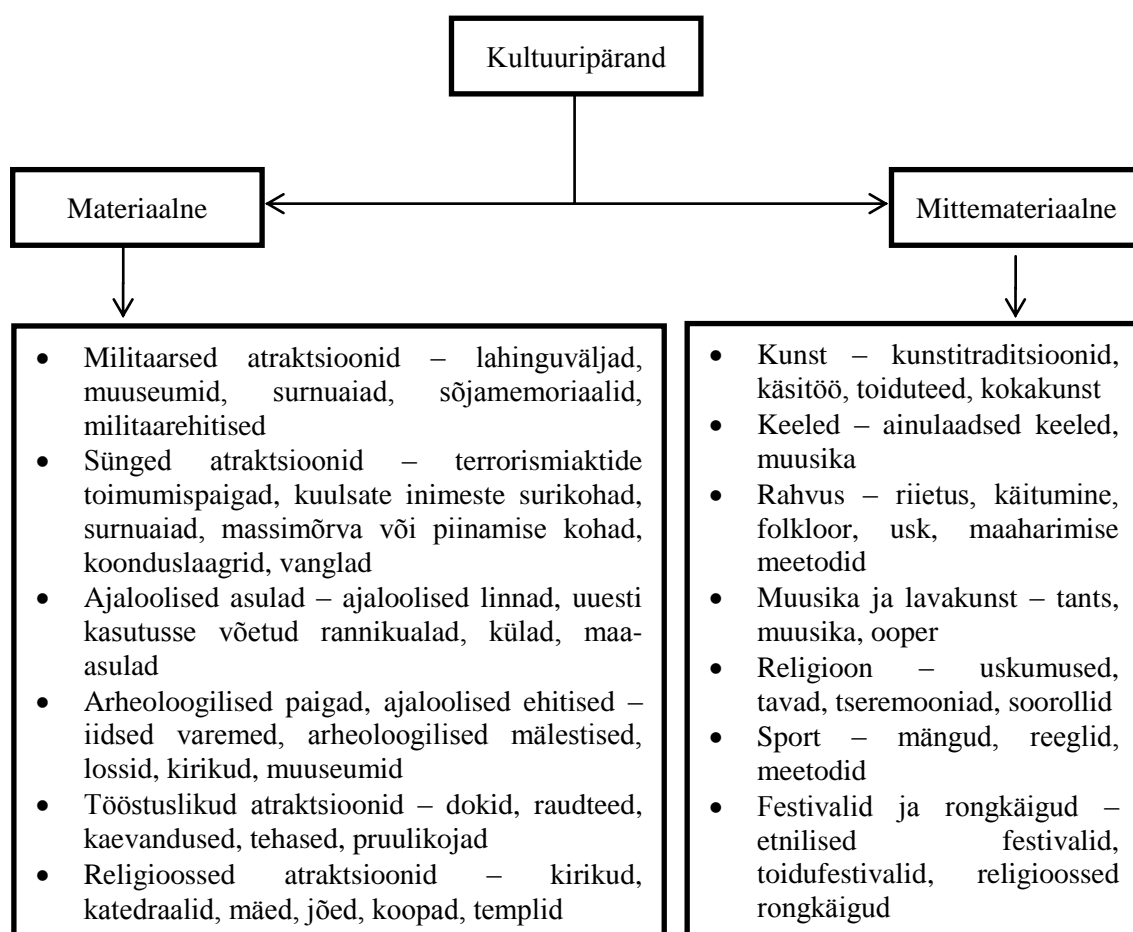 Kultuuripärand
Materiaalne
Mittemateriaalne
• Militaarsed atraktsioonid – lahinguväljad,
muuseumid, surnuaiad, sõjamemoriaalid,
militaarehitised
• Sünged atraktsioonid – terrorismiaktide
toimumispaigad, kuulsate inimeste surikohad,
surnuaiad, massimõrva või piinamise kohad,
koonduslaagrid, vanglad
• Ajaloolised asulad – ajaloolised linnad, uuesti
kasutusse võetud rannikualad, külad, maa-
asulad
• Arheoloogilised paigad, ajaloolised ehitised –
iidsed varemed, arheoloogilised mälestised,
lossid, kirikud, muuseumid
• Tööstuslikud atraktsioonid – dokid, raudteed,
kaevandused, tehased, pruulikojad
• Religioossed atraktsioonid – kirikud,
katedraalid, mäed, jõed, koopad, templid
• Kunst – kunstitraditsioonid,
käsitöö, toiduteed, kokakunst
• Keeled – ainulaadsed keeled,
muusika
• Rahvus – riietus, käitumine,
folkloor, usk, maaharimise
meetodid
• Muusika ja lavakunst – tants,
muusika, ooper
• Religioon – uskumused,
tavad, tseremooniad, soorollid
• Sport – mängud, reeglid,
meetodid
• Festivalid ja rongkäigud –
etnilised festivalid,
toidufestivalid, religioossed
rongkäigud